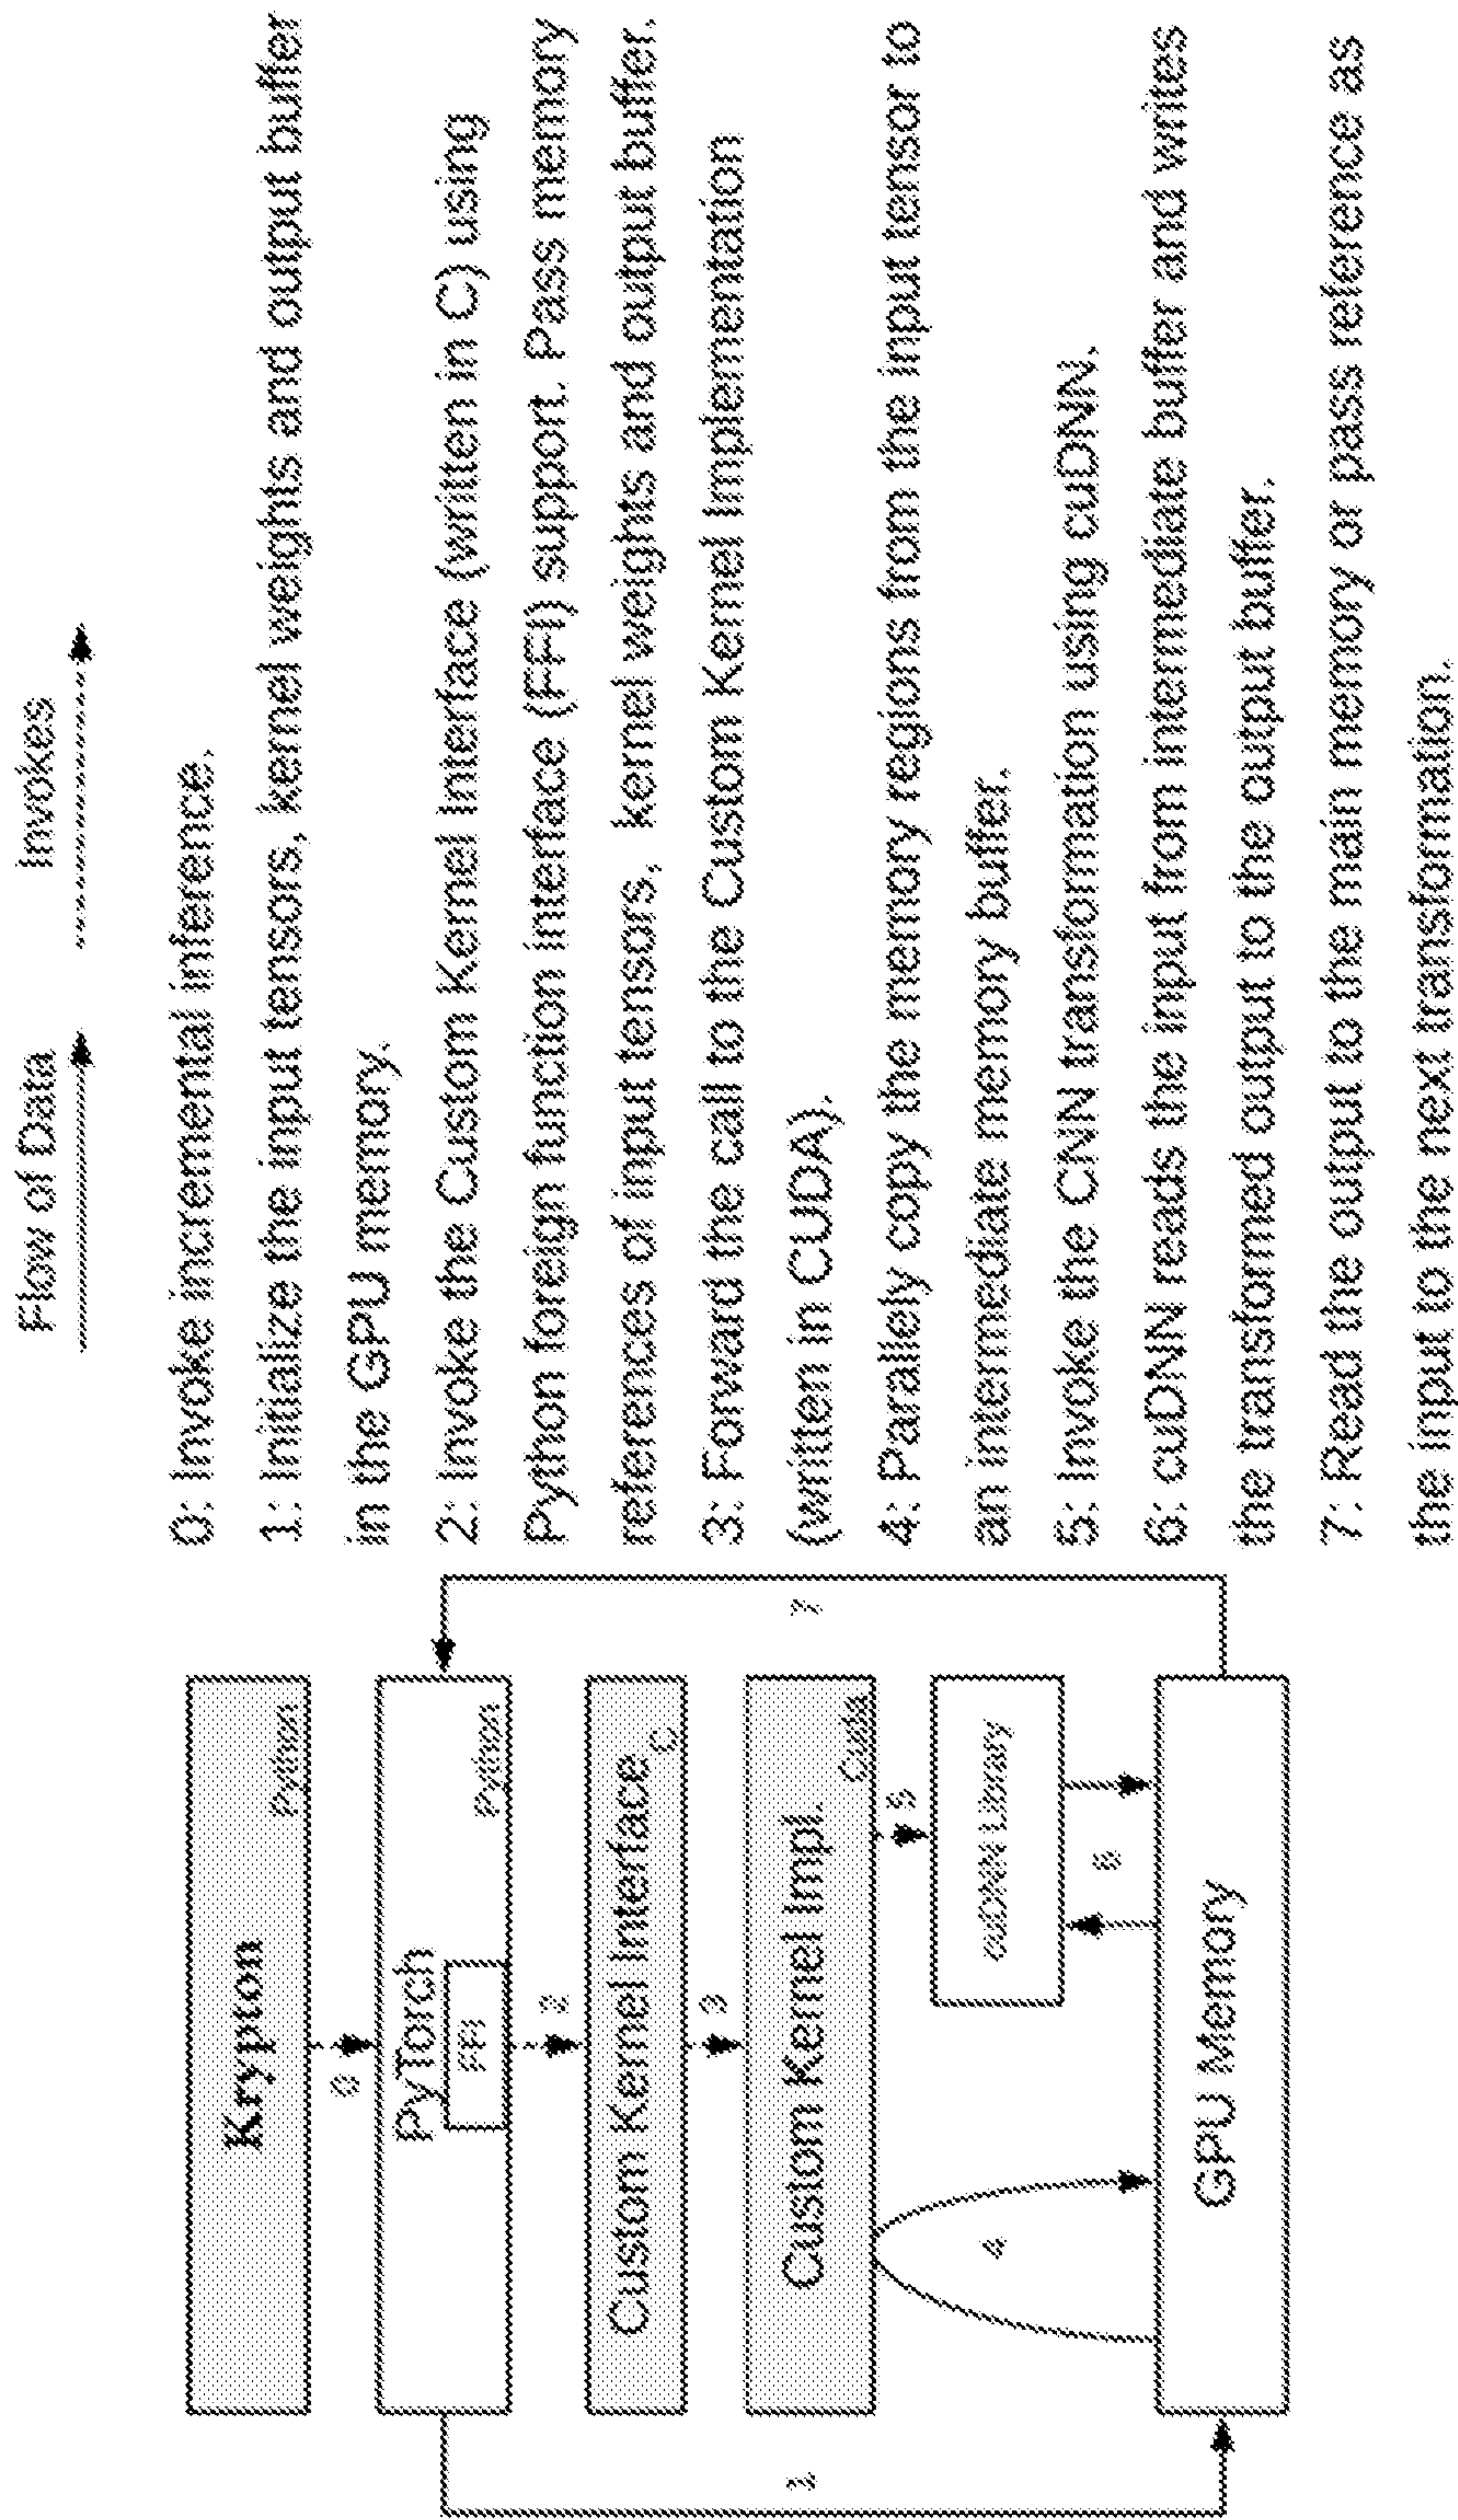 Flow of Data
Invokes
Krypton
Python
0
PyTorch
FFI
Python
2
Custom Kernel Interface
C
3
Custom Kernel Impl.
Cuda
5
cuDNN Library
4
6
GPU Memory
1
7
0: Invoke incremental inference.
1: Initialize the input tensors, kernel weights and output buffer
in the GPU memory.
2: Invoke the Custom Kernel Interface (written in C) using
Python foreign function interface (FFI) support. Pass memory
references of input tensors, kernel weights and output buffer.
3: Forward the call to the Custom Kernel Implementation
(written in CUDA).
4: Parallely copy the memory regions from the input tensor to
an intermediate memory buffer.
5: Invoke the CNN transformation using cuDNN.
6: cuDNN reads the input from intermediate buffer and writes
the transformed output to the output buffer.
7: Read the output to the main memory or pass reference as
the input to the next transformation.